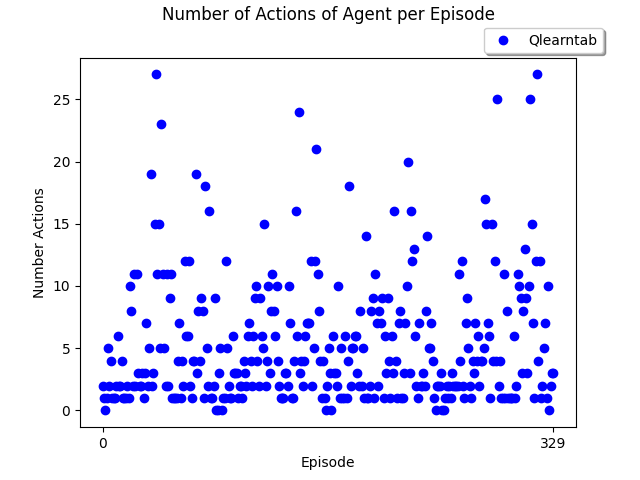 Number of Actions of Agent per Episode
Qlearntab
25
20
15
10
5
0
Number Actions
0 329
Episode